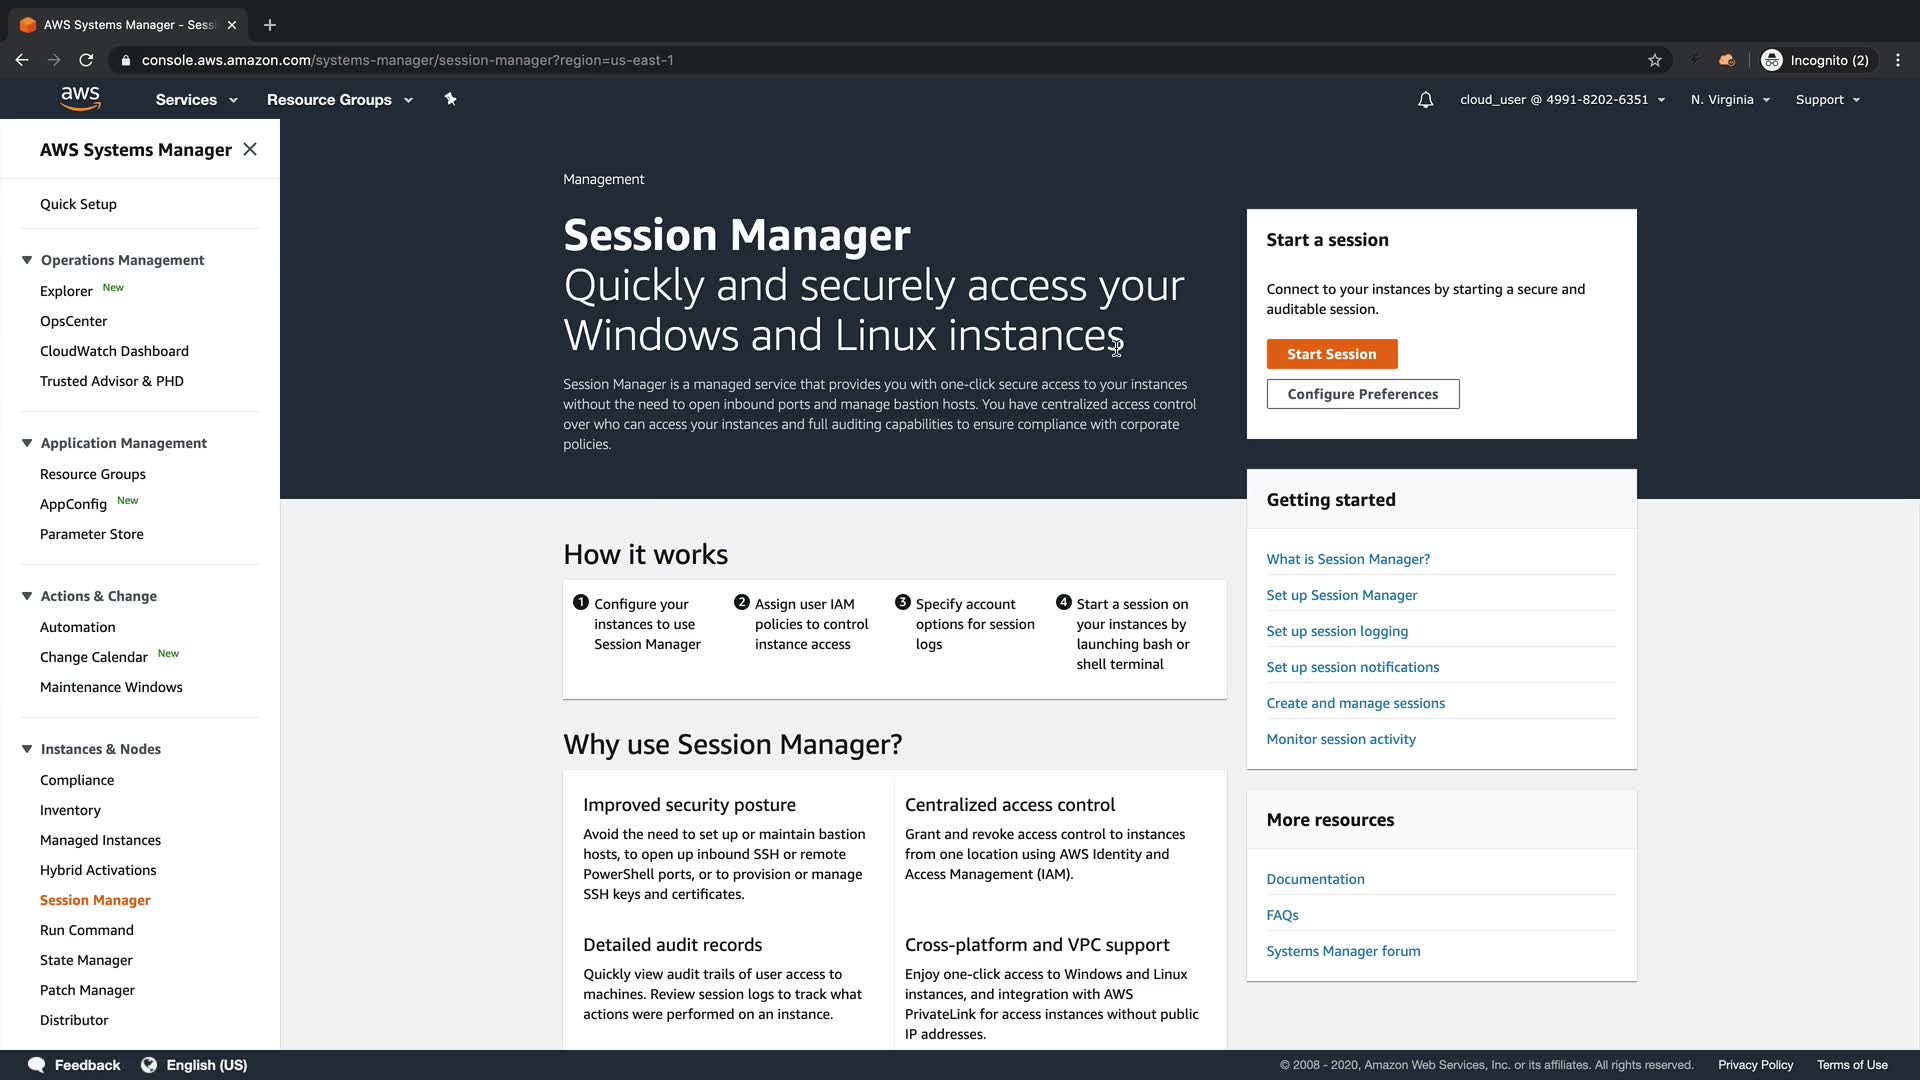 AWS Systems Manager - Sess
console.aws.amazon.com/systems-manager/session-manager?region=us-east-1
Incognito (2)
aws
Services
Resource Groups
cloud_user @ 4991-8202-6351
N. Virginia
Support
AWS Systems Manager
Quick Setup
Operations Management
Explorer New
OpsCenter
CloudWatch Dashboard
Trusted Advisor & PHD
Application Management
Resource Groups
AppConfig New
Parameter Store
Actions & Change
Automation
Change Calendar New
Maintenance Windows
Instances & Nodes
Compliance
Inventory
Managed Instances
Hybrid Activations
Session Manager
Run Command
State Manager
Patch Manager
Distributor
Management
Session Manager
Quickly and securely access your
Windows and Linux instances
Session Manager is a managed service that provides you with one-click secure access to your instances
without the need to open inbound ports and manage bastion hosts. You have centralized access control
over who can access your instances and full auditing capabilities to ensure compliance with corporate
policies.
Start a session
Connect to your instances by starting a secure and
auditable session.
Start Session
Configure Preferences
How it works
1 Configure your
instances to use
Session Manager
2 Assign user IAM
policies to control
instance access
3 Specify account
options for session
logs
4 Start a session on
your instances by
launching bash or
shell terminal
Why use Session Manager?
Improved security posture
Avoid the need to set up or maintain bastion
hosts, to open up inbound SSH or remote
PowerShell ports, or to provision or manage
SSH keys and certificates.
Centralized access control
Grant and revoke access control to instances
from one location using AWS Identity and
Access Management (IAM).
Detailed audit records
Quickly view audit trails of user access to
machines. Review session logs to track what
actions were performed on an instance.
Cross-platform and VPC support
Enjoy one-click access to Windows and Linux
instances, and integration with AWS
PrivateLink for access instances without public
IP addresses.
Getting started
What is Session Manager?
Set up Session Manager
Set up session logging
Set up session notifications
Create and manage sessions
Monitor session activity
More resources
Documentation
FAQs
Systems Manager forum
Feedback
English (US)
© 2008 - 2020, Amazon Web Services, Inc. or its affiliates. All rights reserved.
Privacy Policy
Terms of Use